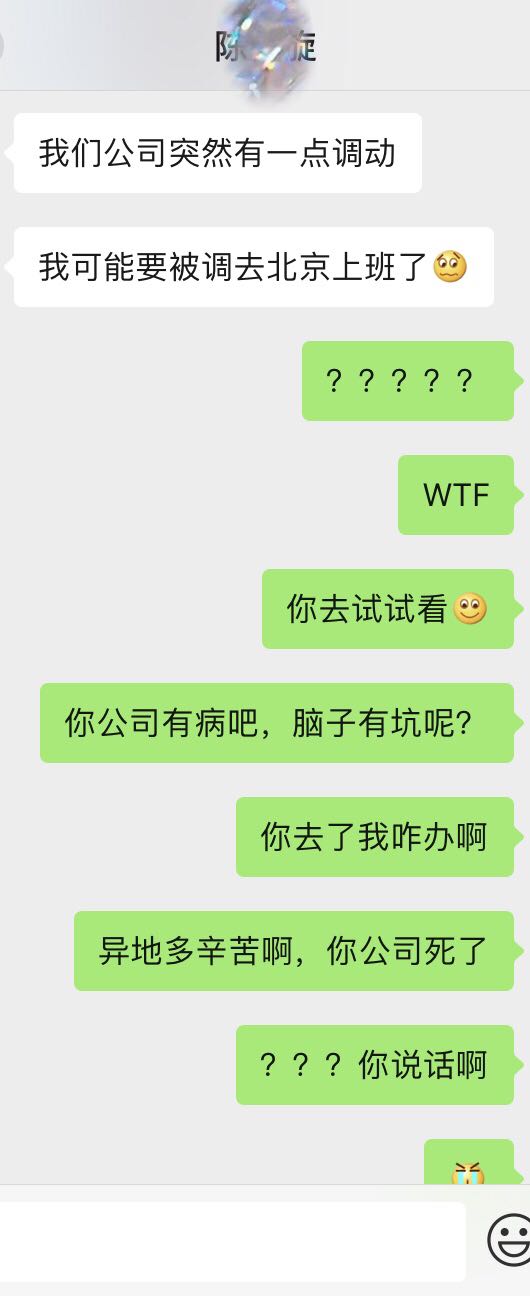 陈 旋
我们公司突然有一点调动
我可能要被调去北京上班了
？？？？？
WTF
你去试试看
你公司有病吧，脑子有坑呢？
你去了我咋办啊
异地多辛苦啊，你公司死了
？？？你说话啊